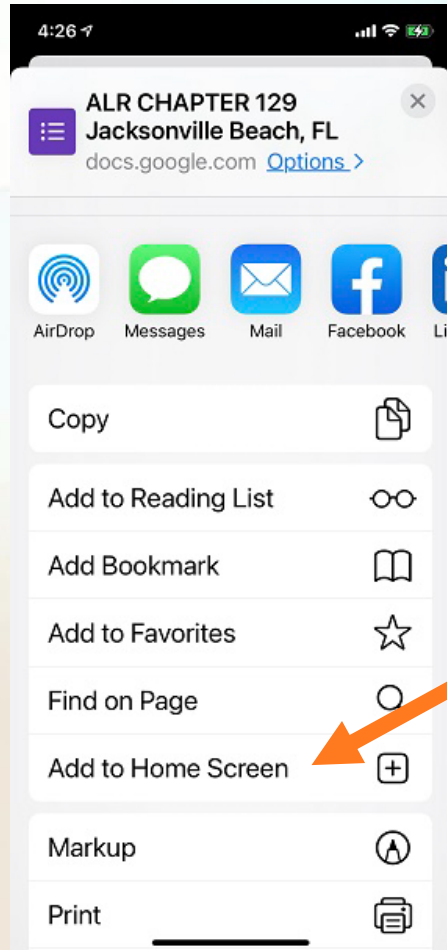 4:26
ALR CHAPTER 129
Jacksonville Beach, FL
docs.google.com Options >
AirDrop Messages Mail Facebook Li
Copy
Add to Reading List
Add Bookmark
Add to Favorites
Find on Page
Add to Home Screen
Markup
Print